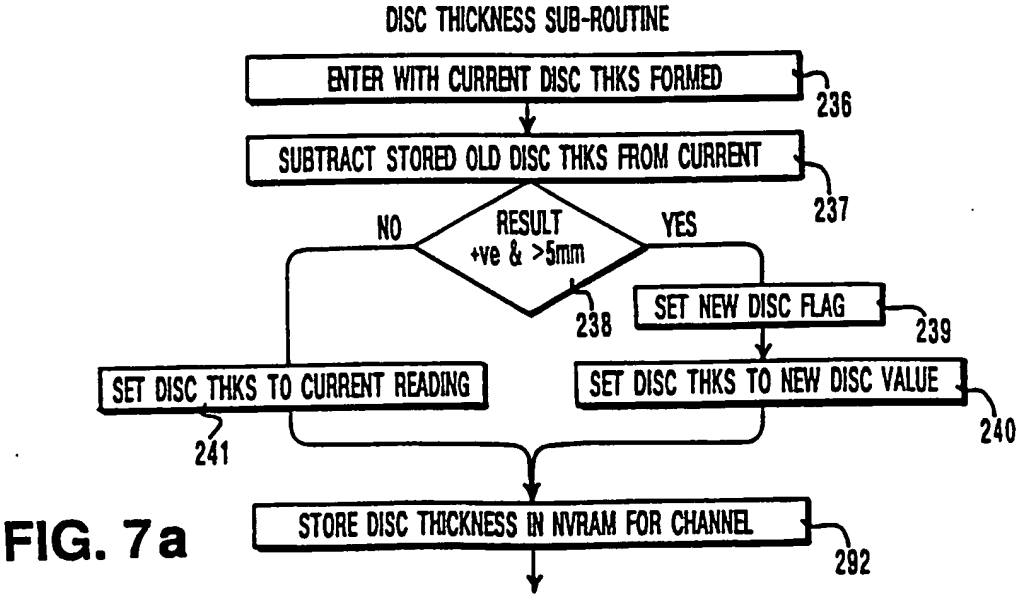 DISC THICKNESS SUB-ROUTINE
ENTER WITH CURRENT DISC THKS FORMED
236
SUBTRACT STORED OLD DISC THKS FROM CURRENT
237
NO
RESULT
+ve & >5mm
YES
238
SET NEW DISC FLAG
239
SET DISC THKS TO CURRENT READING
241
SET DISC THKS TO NEW DISC VALUE
240
STORE DISC THICKNESS IN NVRAM FOR CHANNEL
292
FIG. 7a